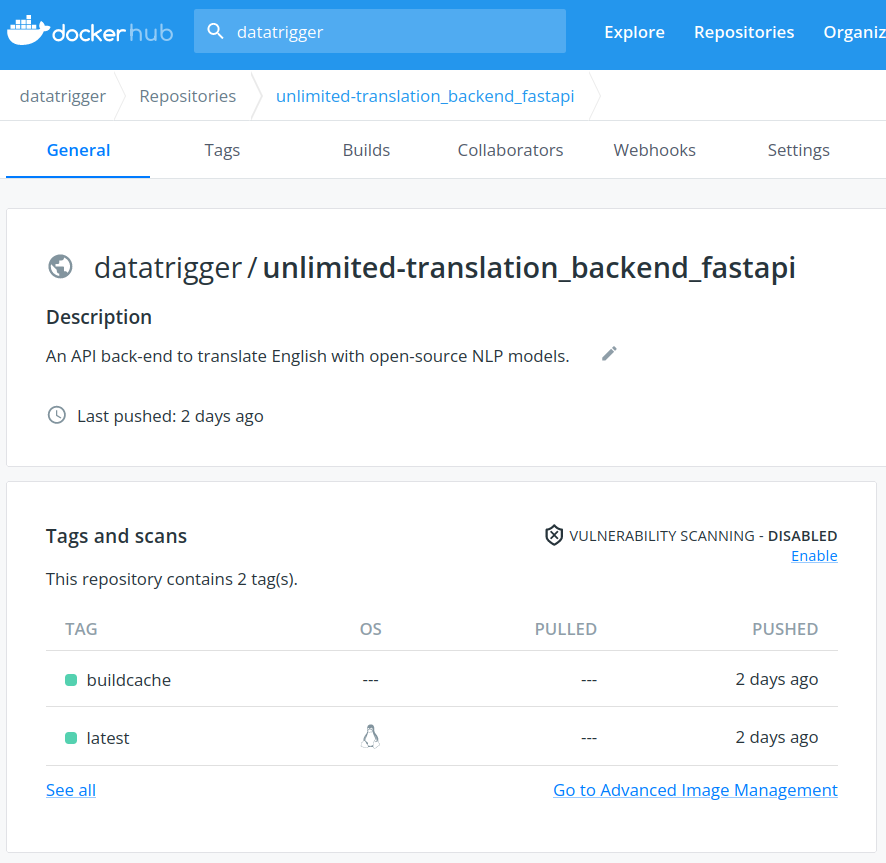 docker hub datatrigger Explore Repositories Organiz
datatrigger Repositories unlimited-translation_backend_fastapi
General Tags Builds Collaborators Webhooks Settings
datatrigger / unlimited-translation_backend_fastapi
Description
An API back-end to translate English with open-source NLP models.
Last pushed: 2 days ago
Tags and scans VULNERABILITY SCANNING - DISABLED
Enable
This repository contains 2 tag(s).
TAG OS PULLED PUSHED
buildcache --- --- 2 days ago
latest --- 2 days ago
See all Go to Advanced Image Management